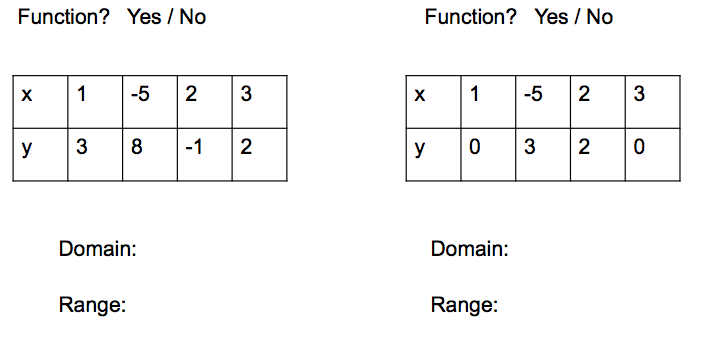 Function? Yes / No
x 1 -5 2 3
y 3 8 -1 2
Domain:
Range:
Function? Yes / No
x 1 -5 2 3
y 0 3 2 0
Domain:
Range: